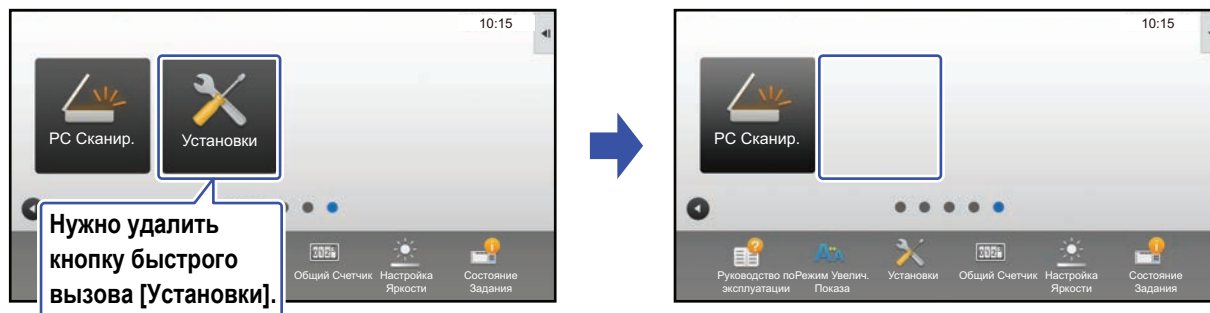 10:15
PC Сканир.
Установки
Нужно удалить
кнопку быстрого
вызова [Установки].
Общий Счетчик
Настройка
Яркости
Состояние
Задания
10:15
PC Сканир.
Руководство по
эксплуатации
Режим Увелич.
Показа
Установки
Общий Счетчик
Настройка
Яркости
Состояние
Задания